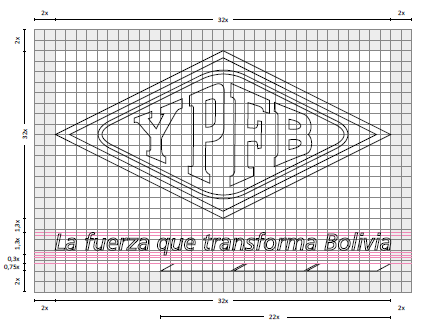 2x 32x 2x
2x
32x
YPFB
1,3x
La fuerza que transforma Bolivia
1,3x
0,3x
0,75x
2x
2x 32x 2x
22x